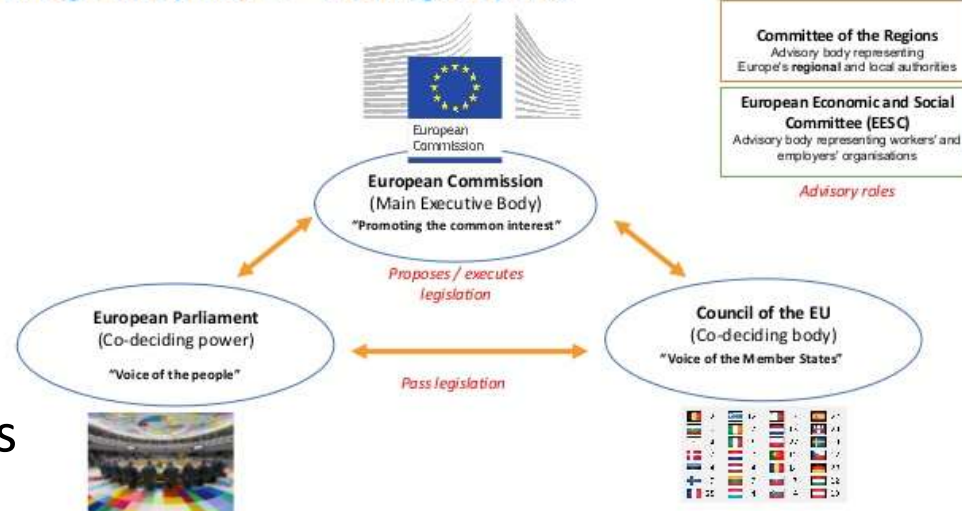 Committee of the Regions
Advisory body representing
Europe's regional and local authorities
European Economic and Social
Committee (EESC)
Advisory body representing workers' and
employers' organisations
Advisory roles
European
Commission
European Commission
(Main Executive Body)
"Promoting the common interest"
Proposes / executes
legislation
European Parliament
(Co-deciding power)
"Voice of the people"
Council of the EU
(Co-deciding body)
"Voice of the Member States"
Pass legislation
s